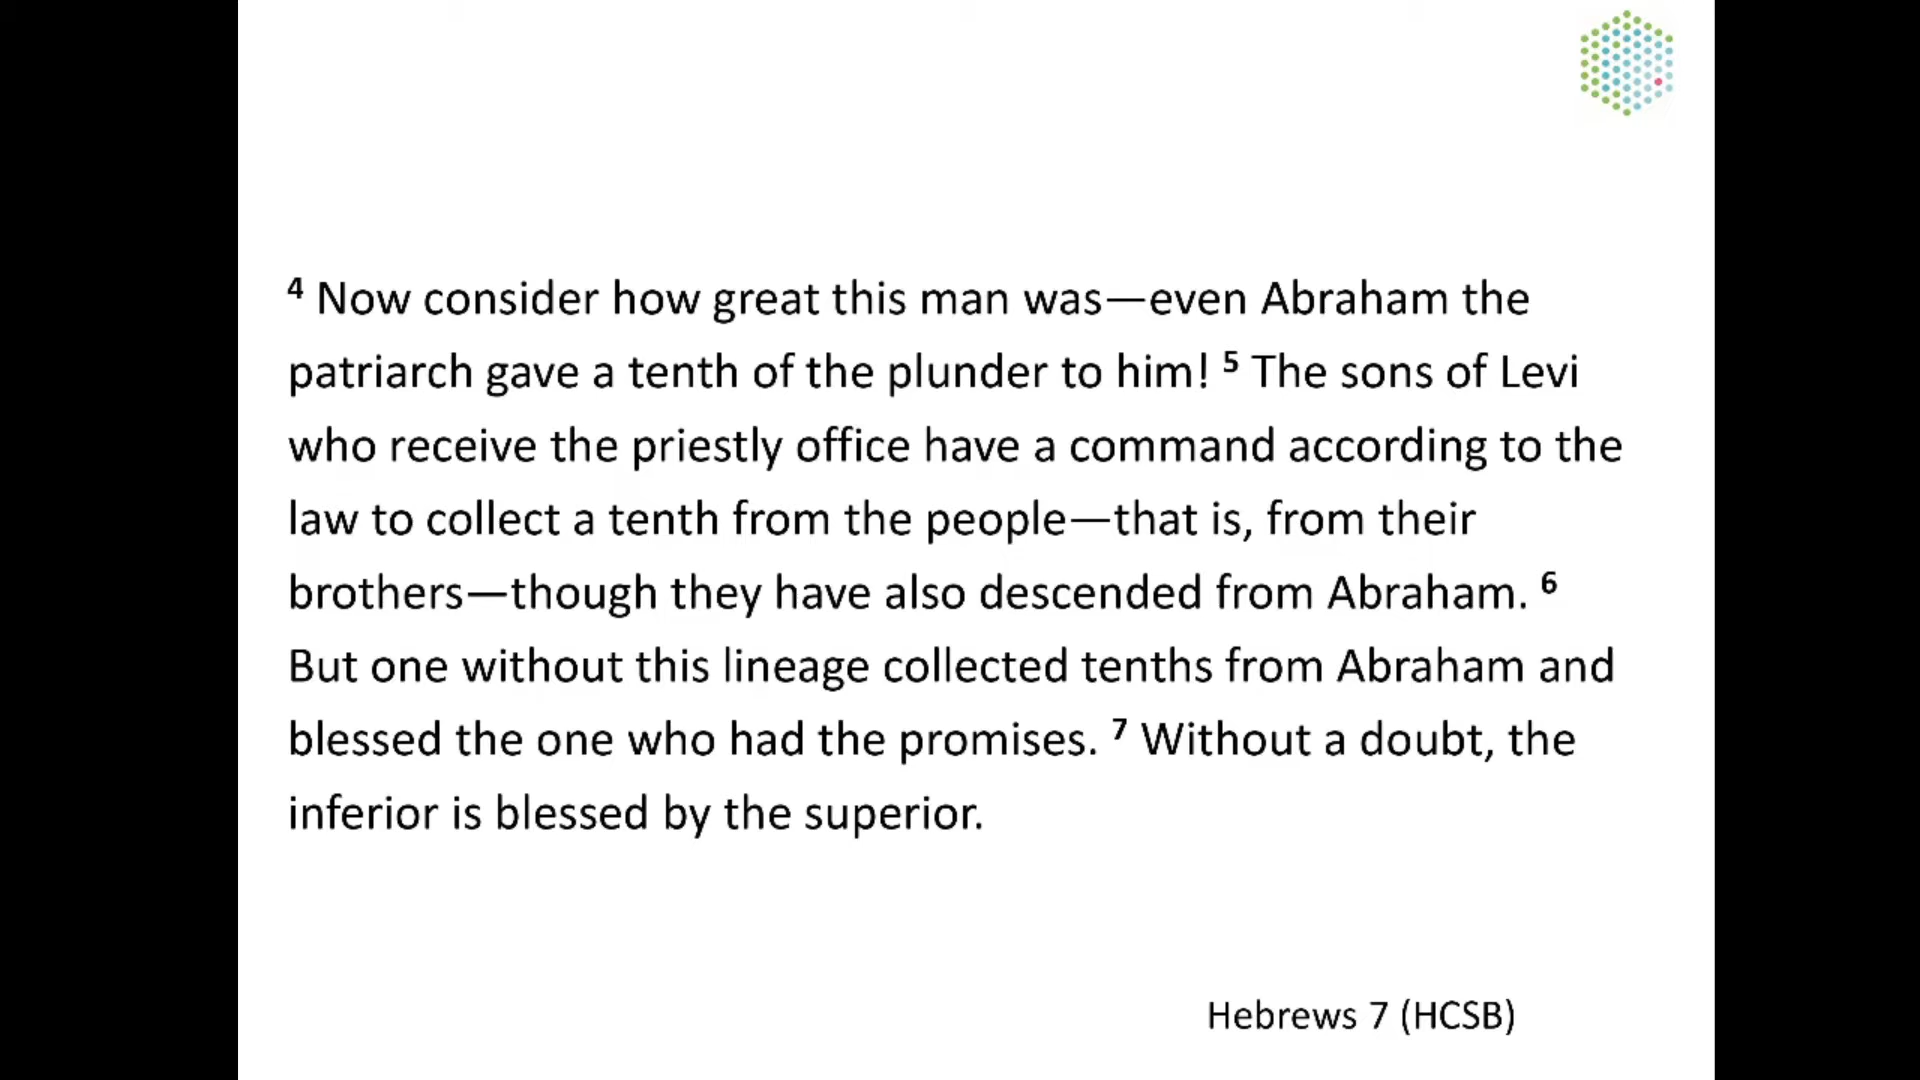 ⁴ Now consider how great this man was—even Abraham the
patriarch gave a tenth of the plunder to him! ⁵ The sons of Levi
who receive the priestly office have a command according to the
law to collect a tenth from the people—that is, from their
brothers—though they have also descended from Abraham. ⁶
But one without this lineage collected tenths from Abraham and
blessed the one who had the promises. ⁷ Without a doubt, the
inferior is blessed by the superior.
Hebrews 7 (HCSB)